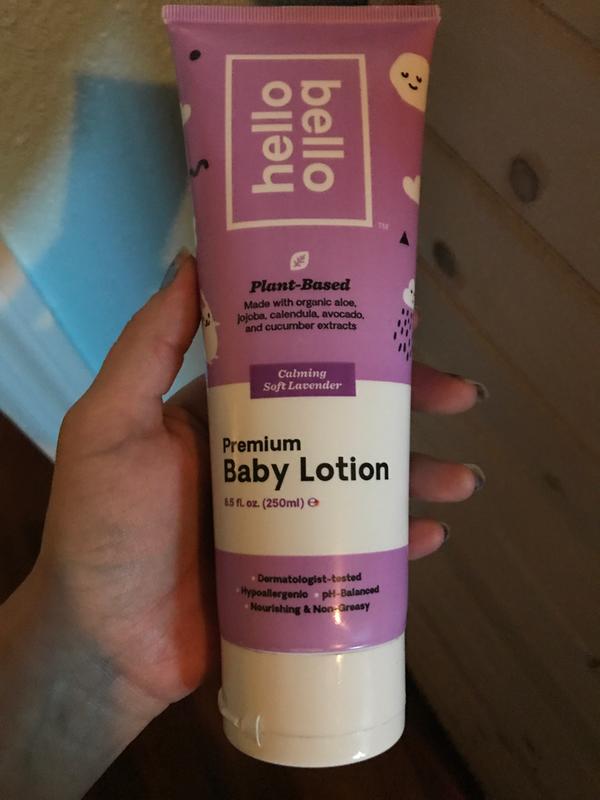 hello
bello
TM
Plant-Based
Made with organic aloe,
jojoba, calendula, avocado,
and cucumber extracts
Calming
Soft Lavender
Premium
Baby Lotion
8.5 fl. oz. (250ml) ℮
• Dermatologist-tested
• Hypoallergenic • pH-Balanced
• Nourishing & Non-Greasy